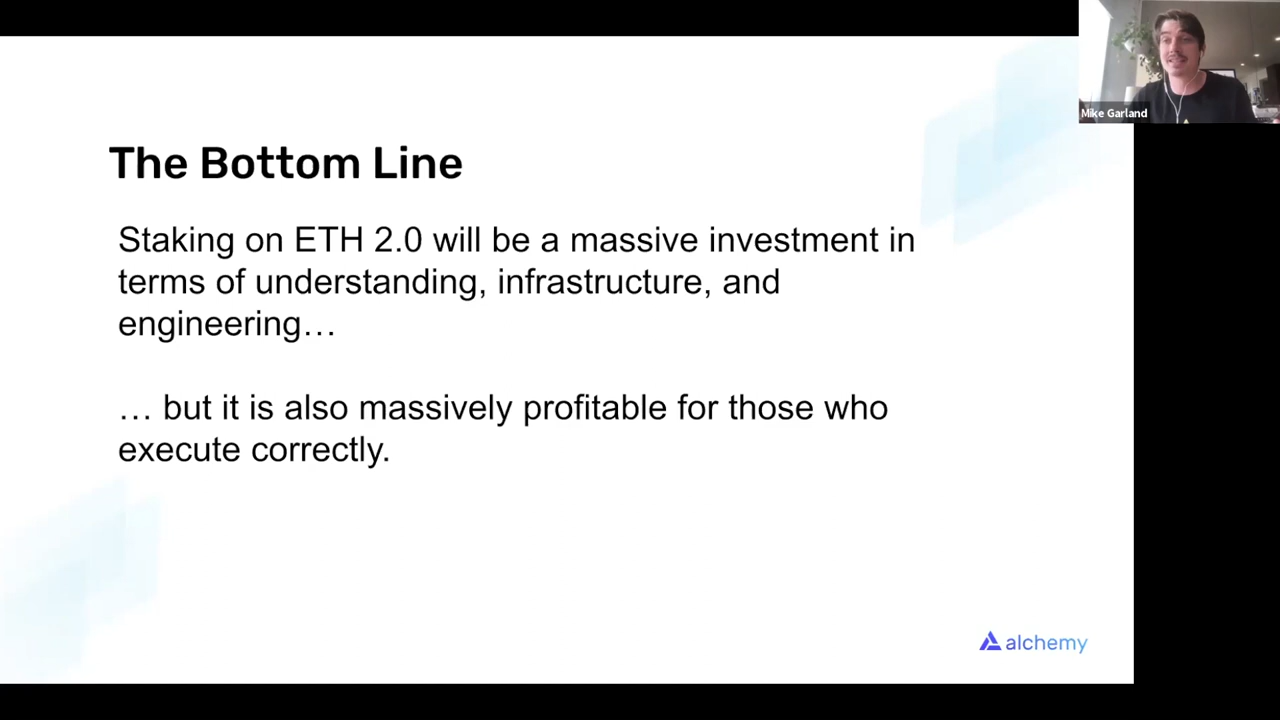 Mike Garland
The Bottom Line
Staking on ETH 2.0 will be a massive investment in
terms of understanding, infrastructure, and
engineering…
… but it is also massively profitable for those who
execute correctly.
alchemy